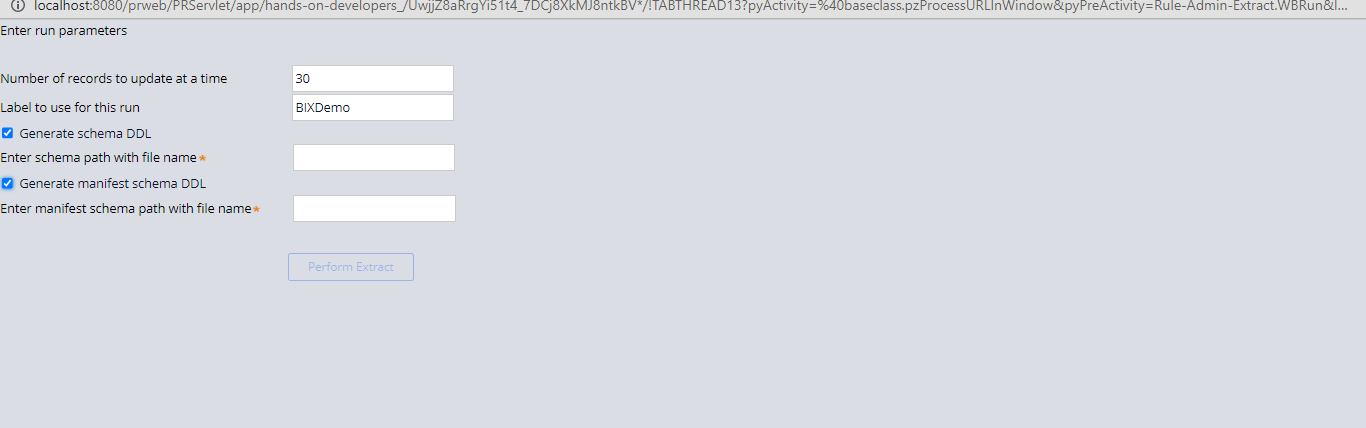 localhost:8080/prweb/PRServlet/app/hands-on-developers_/UwjjZ8aRrgYi51t4_7DCj8XkMJ8ntkBV*/!TABTHREAD13?pyActivity=%40baseclass.pzProcessURLInWindow&pyPreActivity=Rule-Admin-Extract.WBRun&l...
Enter run parameters
Number of records to update at a time 30
Label to use for this run BIXDemo
Generate schema DDL
Enter schema path with file name *
Generate manifest schema DDL
Enter manifest schema path with file name *
Perform Extract